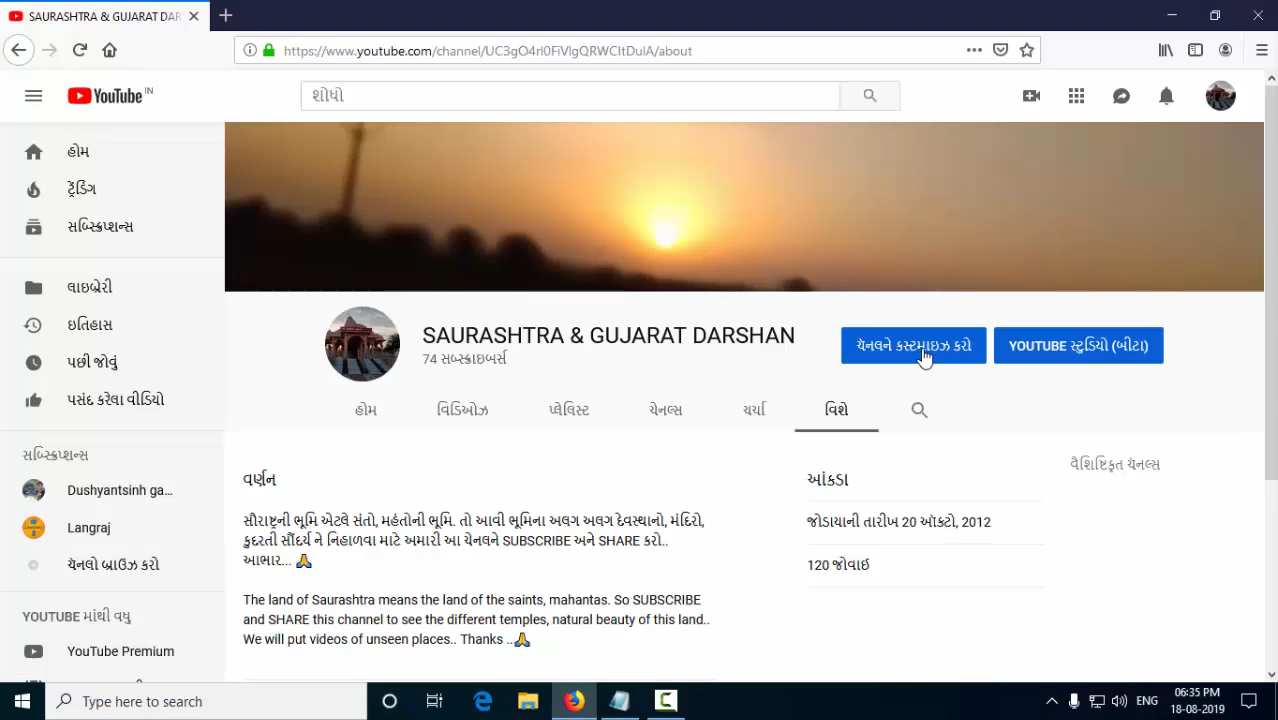 SAURASHTRA & GUJARAT DAR
https://www.youtube.com/channel/UC3gO4rl0FiVlgQRWCItDulA/about
YouTube IN
શોધો
હોમ
ટ્રેંડિંગ
સબ્સ્ક્રિપ્શન્સ
લાઇબ્રેરી
ઇતિહાસ
પછી જોવું
પસંદ કરેલા વીડિયો
સબ્સ્ક્રિપ્શન્સ
Dushyantsinh ga...
Langraj
ચૅનલો બ્રાઉઝ કરો
YOUTUBE માંથી વધુ
YouTube Premium
SAURASHTRA & GUJARAT DARSHAN
74 સબ્સ્ક્રાઇબર્સ
ચૅનલને કસ્ટમાઇઝ કરો
YOUTUBE સ્ટુડિયો (બીટા)
હોમ
વિડિઓઝ
પ્લેલિસ્ટ
ચેનલ્સ
ચર્ચા
વિશે
વર્ણન
સૌરાષ્ટ્રની ભૂમિ એટલે સંતો, મહંતોની ભૂમિ. તો આવી ભૂમિના અલગ અલગ દેવસ્થાનો, મંદિરો,
કુદરતી સૌંદર્ય ને નિહાળવા માટે અમારી આ ચેનલને SUBSCRIBE અને SHARE કરો..
આભાર... 🙏
The land of Saurashtra means the land of the saints, mahantas. So SUBSCRIBE
and SHARE this channel to see the different temples, natural beauty of this land..
We will put videos of unseen places.. Thanks ..🙏
આંકડા
જોડાયાની તારીખ 20 ઑક્ટો, 2012
120 જોવાઈ
વૈશિષ્ટિકૃત ચૅનલ્સ
Type here to search
ENG
06:35 PM
18-08-2019